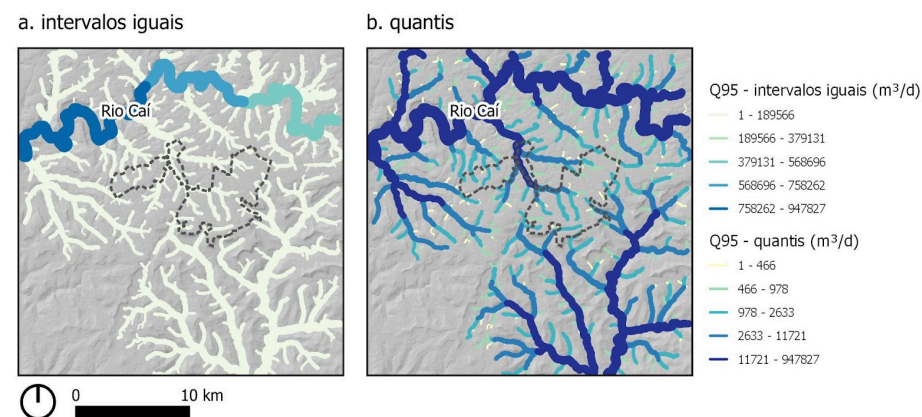 a. intervalos iguais
b. quantis
Rio Caí
Rio Caí
Q95 - intervalos iguais (m³/d)
1 - 189566
189566 - 379131
379131 - 568696
568696 - 758262
758262 - 947827
Q95 - quantis (m³/d)
1 - 466
466 - 978
978 - 2633
2633 - 11721
11721 - 947827
0 10 km